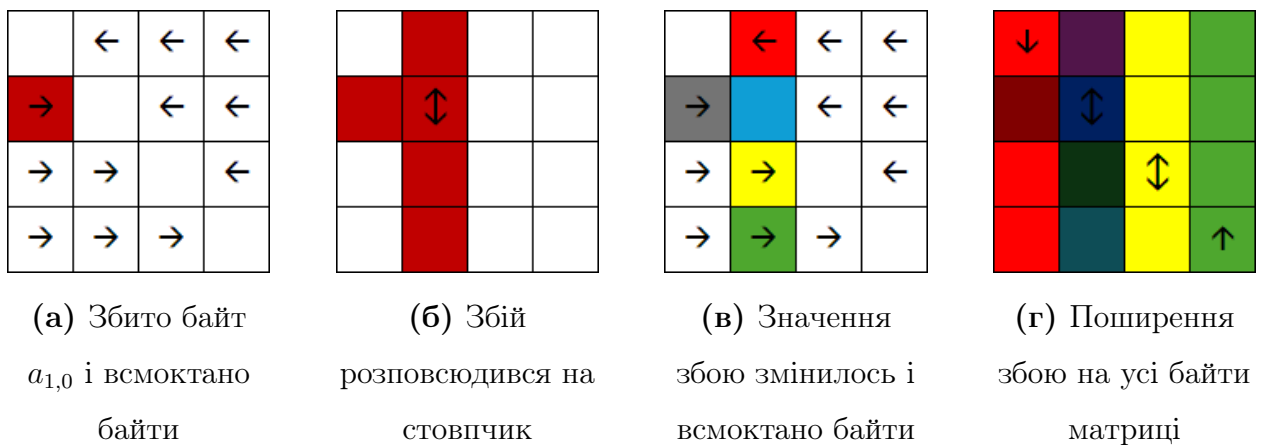 (а) Збито байт
a₁,₀ і всмоктано
байти
(б) Збій
розповсюдився на
стовпчик
(в) Значення
збою змінилось і
всмоктано байти
(г) Поширення
збою на усі байти
матриці